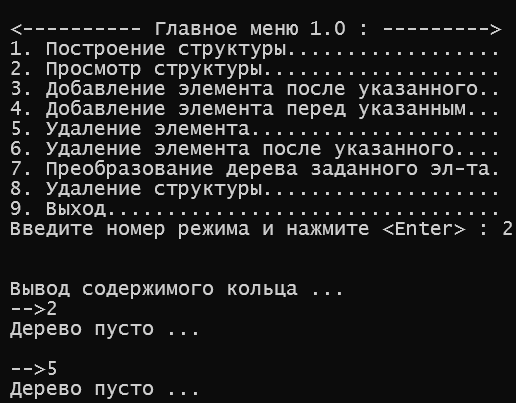 <---------- Главное меню 1.0 : --------->
1. Построение структуры..................
2. Просмотр структуры....................
3. Добавление элемента после указанного..
4. Добавление элемента перед указанным...
5. Удаление элемента.....................
6. Удаление элемента после указанного....
7. Преобразование дерева заданного эл-та.
8. Удаление структуры....................
9. Выход.................................
Введите номер режима и нажмите <Enter> : 2
Вывод содержимого кольца ...
-->2
Дерево пусто ...
-->5
Дерево пусто ...